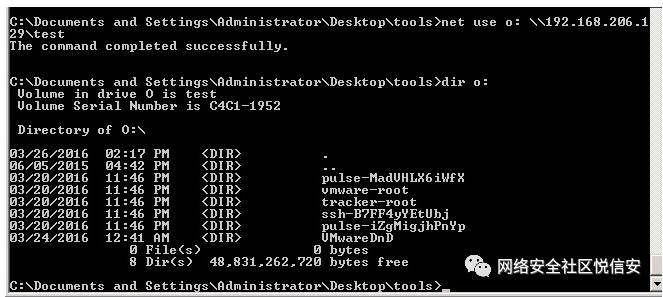 C:\Documents and Settings\Administrator\Desktop\tools>net use o: \\192.168.206.1
29\test
The command completed successfully.
C:\Documents and Settings\Administrator\Desktop\tools>dir o:
Volume in drive O is test
Volume Serial Number is C4C1-1952
Directory of O:\
03/26/2016 02:17 PM <DIR> .
06/05/2015 04:42 PM <DIR> ..
03/20/2016 11:46 PM <DIR> pulse-MadVHLX6iWfX
03/20/2016 11:46 PM <DIR> vmware-root
03/20/2016 11:46 PM <DIR> tracker-root
03/20/2016 11:46 PM <DIR> ssh-B7FF4yYEtUbj
03/20/2016 11:46 PM <DIR> pulse-iZgMigjhPnYp
03/24/2016 12:41 AM <DIR> VMwareDnD
0 File(s) 0 bytes
8 Dir(s) 48,831,262,720 bytes free
网络安全社区悦信安
C:\Documents and Settings\Administrator\Desktop\tools>_